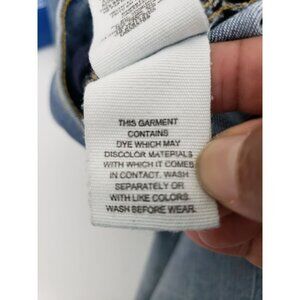 THIS GARMENT
CONTAINS
DYE WHICH MAY
DISCOLOR MATERIALS
WITH WHICH IT COMES
IN CONTACT. WASH
SEPARATELY OR
WITH LIKE COLORS
WASH BEFORE WEAR.